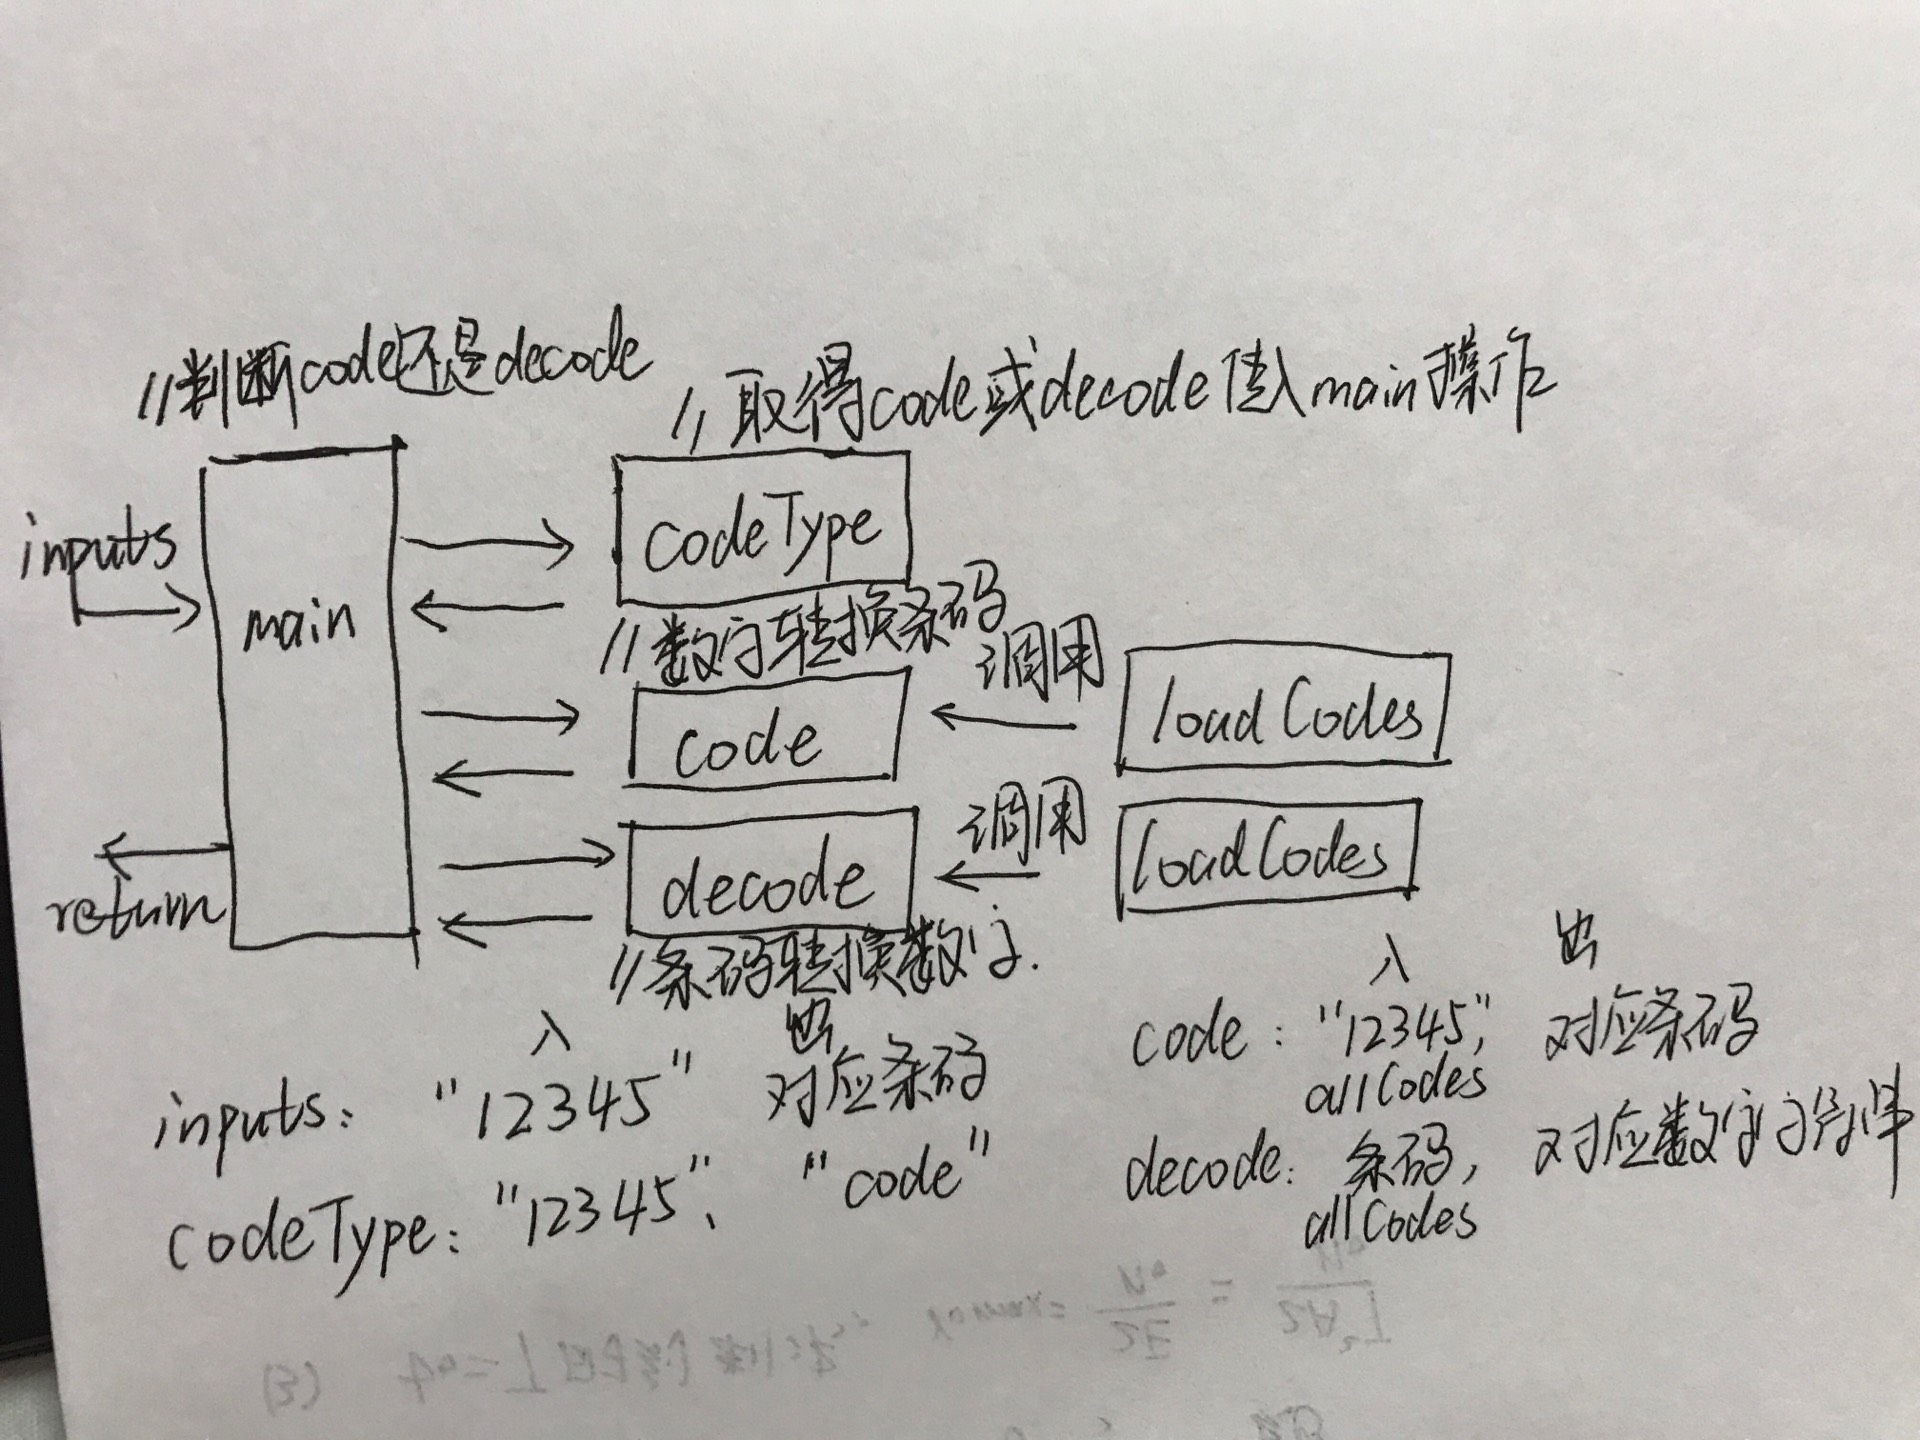 //判断code还是decode
//取得code或decode传入main操作
inputs
main
codeType
//数字转换条码
调用
code
loadCodes
调用
decode
loadCodes
return
//条码转换数字.
入 出
inputs: "12345" 对应条码
codeType: "12345", "code"
入 出
code: "12345," 对应条码
allCodes
decode: 条码, 对应数字字符串
allCodes